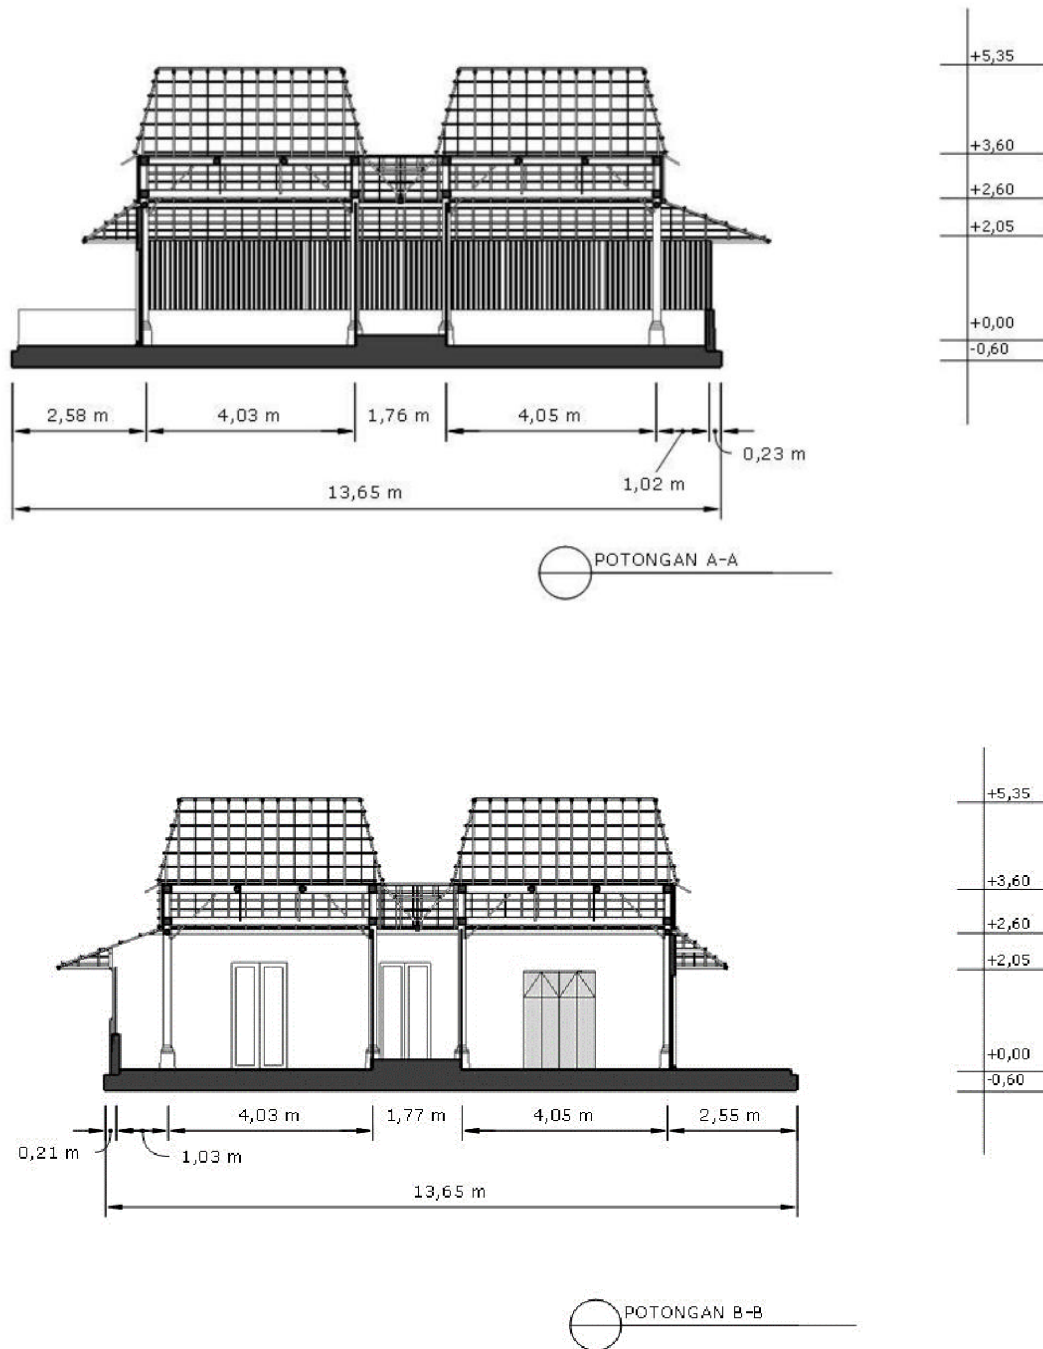 +5,35
+3,60
+2,60
+2,05
+0,00
-0,60
2,58 m
4,03 m
1,76 m
4,05 m
0,23 m
1,02 m
13,65 m
POTONGAN A-A
+5,35
+3,60
+2,60
+2,05
+0,00
-0,60
4,03 m
1,77 m
4,05 m
2,55 m
0,21 m
1,03 m
13,65 m
POTONGAN B-B